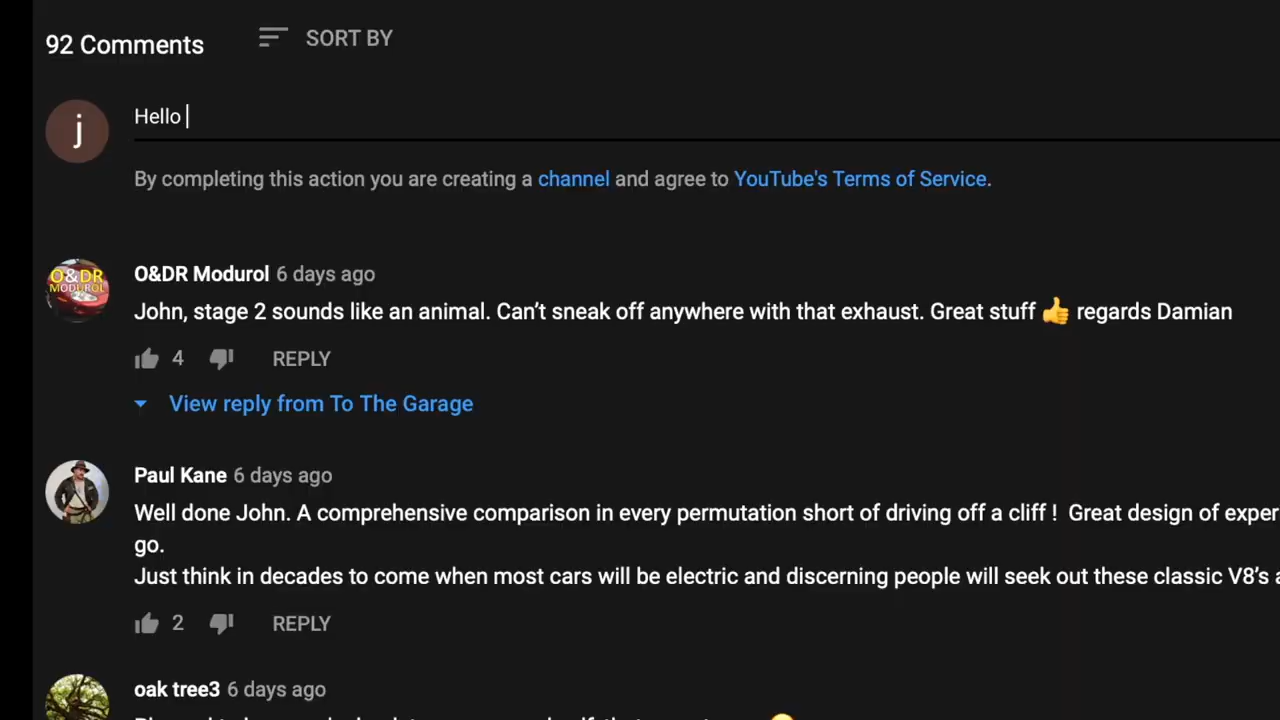 92 Comments
SORT BY
j
Hello
By completing this action you are creating a channel and agree to YouTube's Terms of Service.
O&DR
MODUROL
O&DR Modurol 6 days ago
John, stage 2 sounds like an animal. Can’t sneak off anywhere with that exhaust. Great stuff 👍 regards Damian
4
REPLY
View reply from To The Garage
Paul Kane 6 days ago
Well done John. A comprehensive comparison in every permutation short of driving off a cliff ! Great design of exper
go.
Just think in decades to come when most cars will be electric and discerning people will seek out these classic V8’s a
2
REPLY
oak tree3 6 days ago